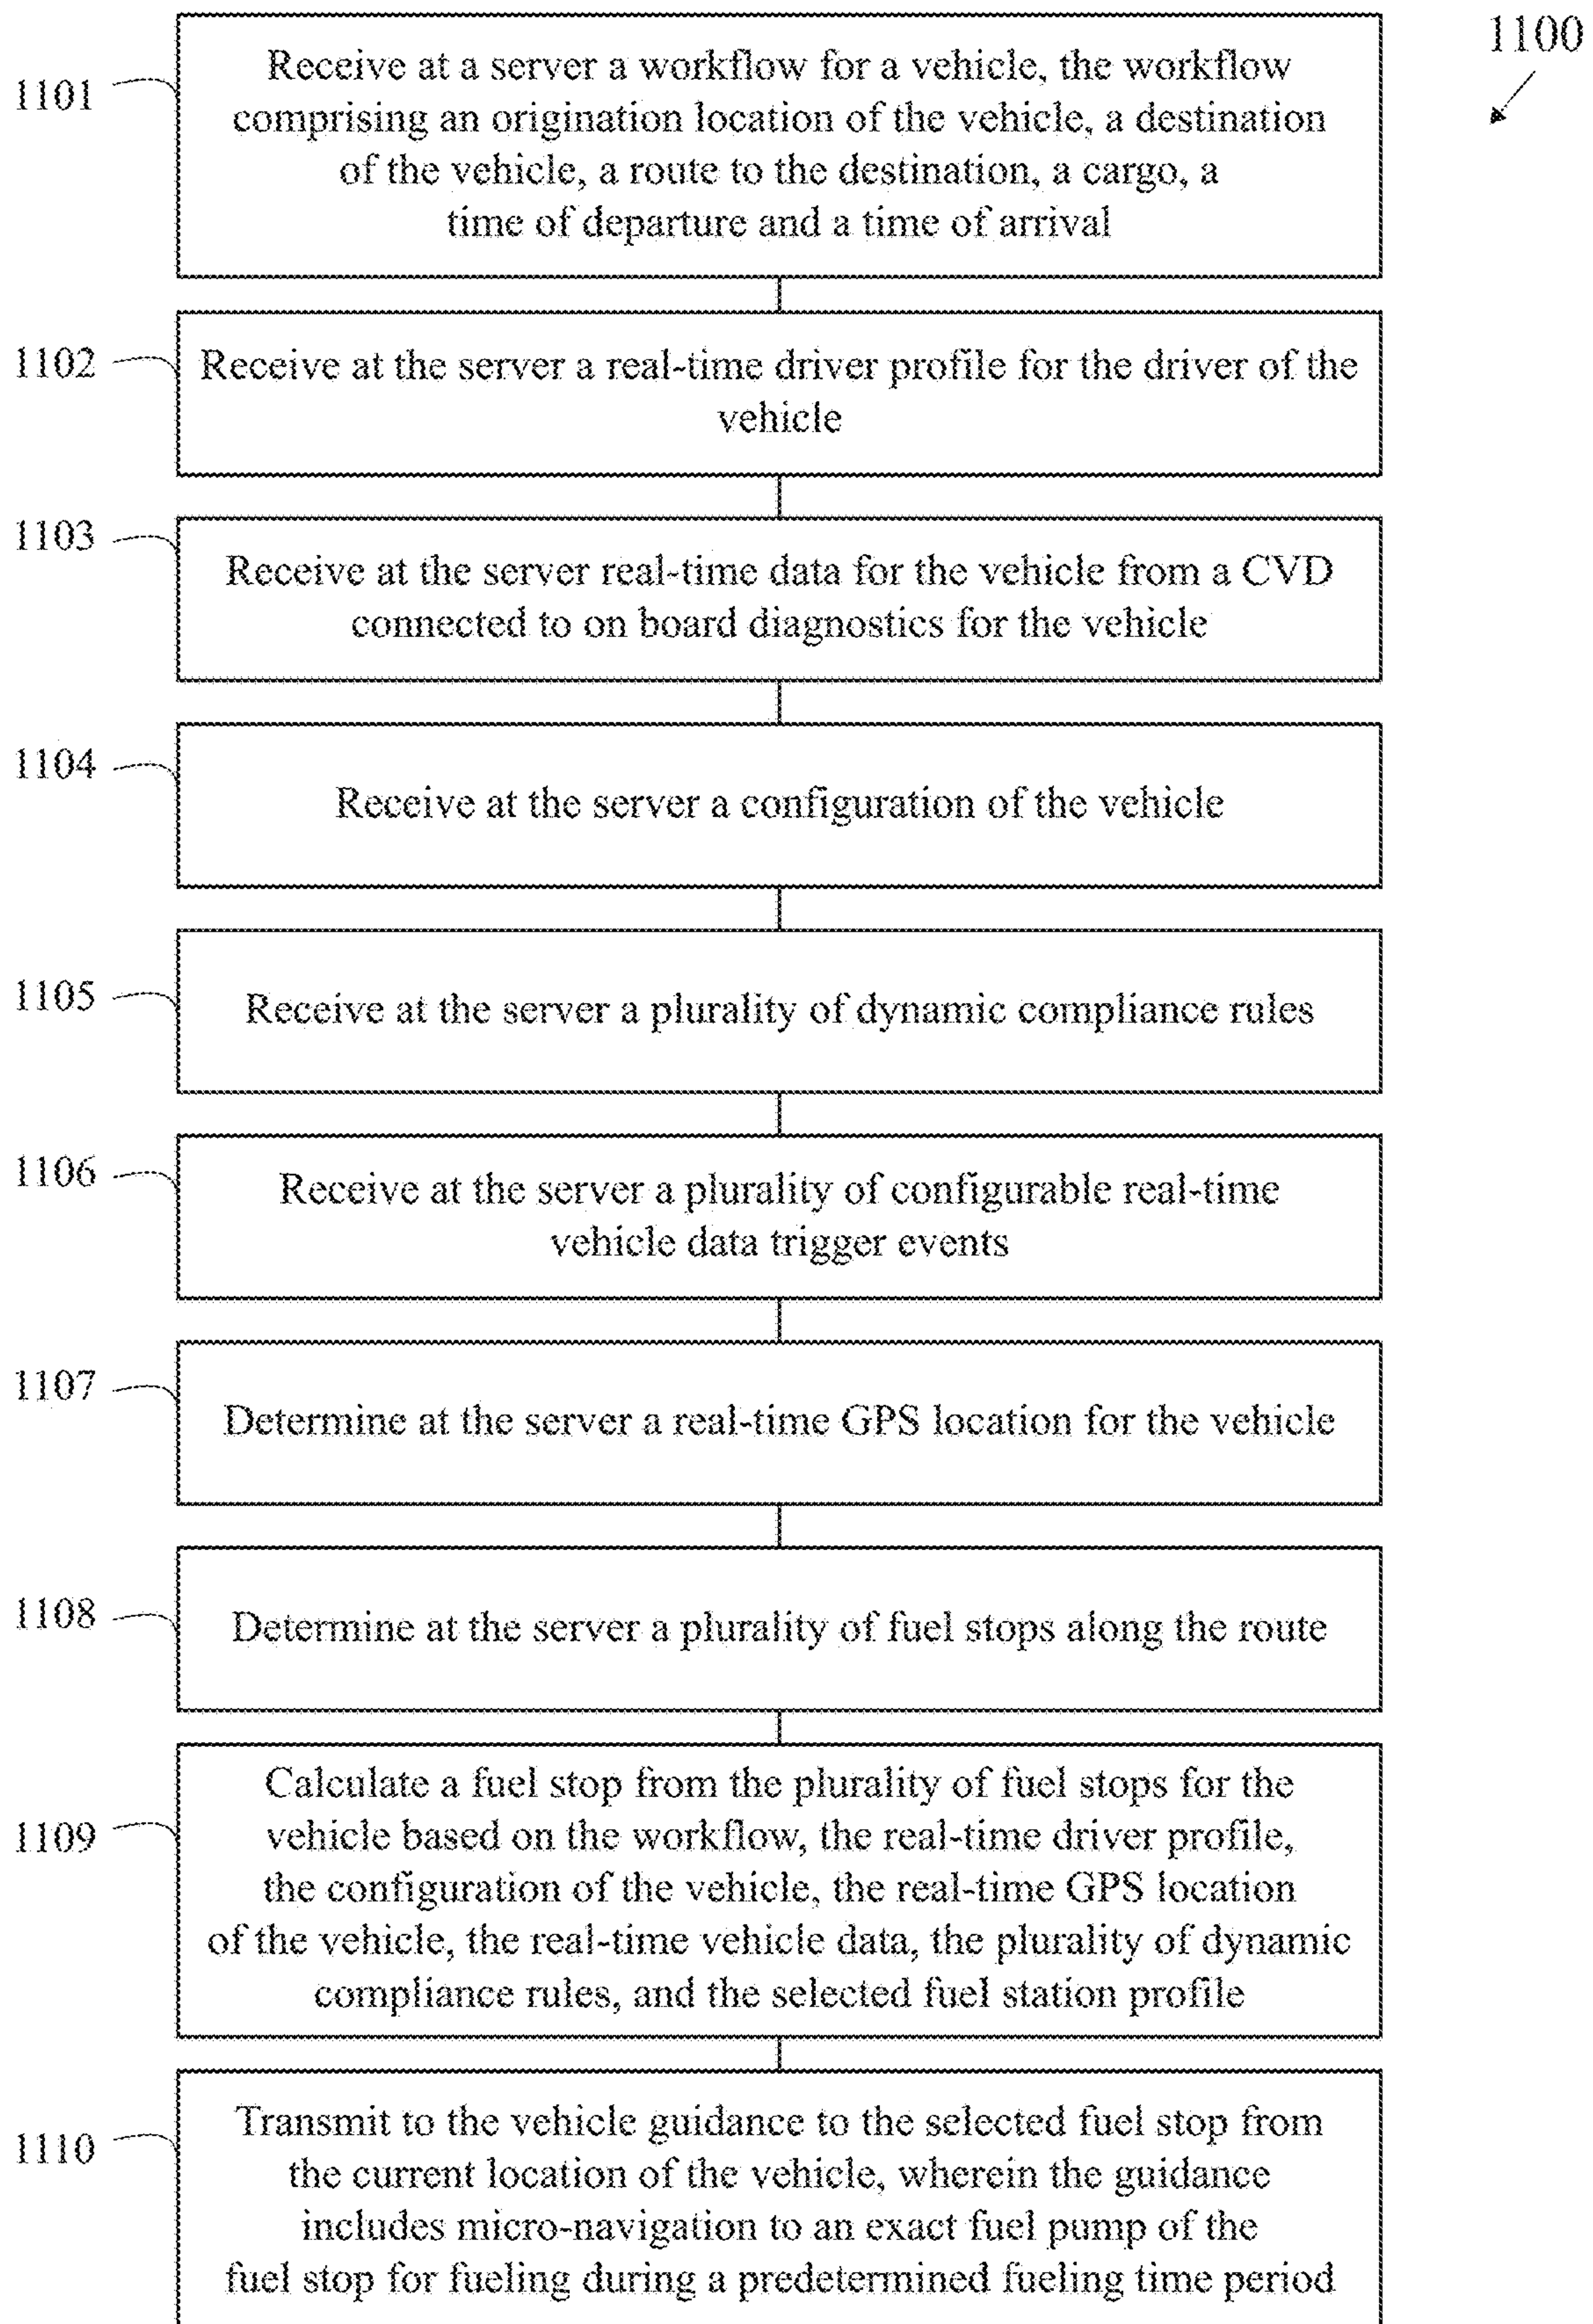 1100
1101
Receive at a server a workflow for a vehicle, the workflow
comprising an origination location of the vehicle, a destination
of the vehicle, a route to the destination, a cargo, a
time of departure and a time of arrival
1102
Receive at the server a real-time driver profile for the driver of the
vehicle
1103
Receive at the server real-time data for the vehicle from a CVD
connected to on board diagnostics for the vehicle
1104
Receive at the server a configuration of the vehicle
1105
Receive at the server a plurality of dynamic compliance rules
1106
Receive at the server a plurality of configurable real-time
vehicle data trigger events
1107
Determine at the server a real-time GPS location for the vehicle
1108
Determine at the server a plurality of fuel stops along the route
1109
Calculate a fuel stop from the plurality of fuel stops for the
vehicle based on the workflow, the real-time driver profile,
the configuration of the vehicle, the real-time GPS location
of the vehicle, the real-time vehicle data, the plurality of dynamic
compliance rules, and the selected fuel station profile
1110
Transmit to the vehicle guidance to the selected fuel stop from
the current location of the vehicle, wherein the guidance
includes micro-navigation to an exact fuel pump of the
fuel stop for fueling during a predetermined fueling time period